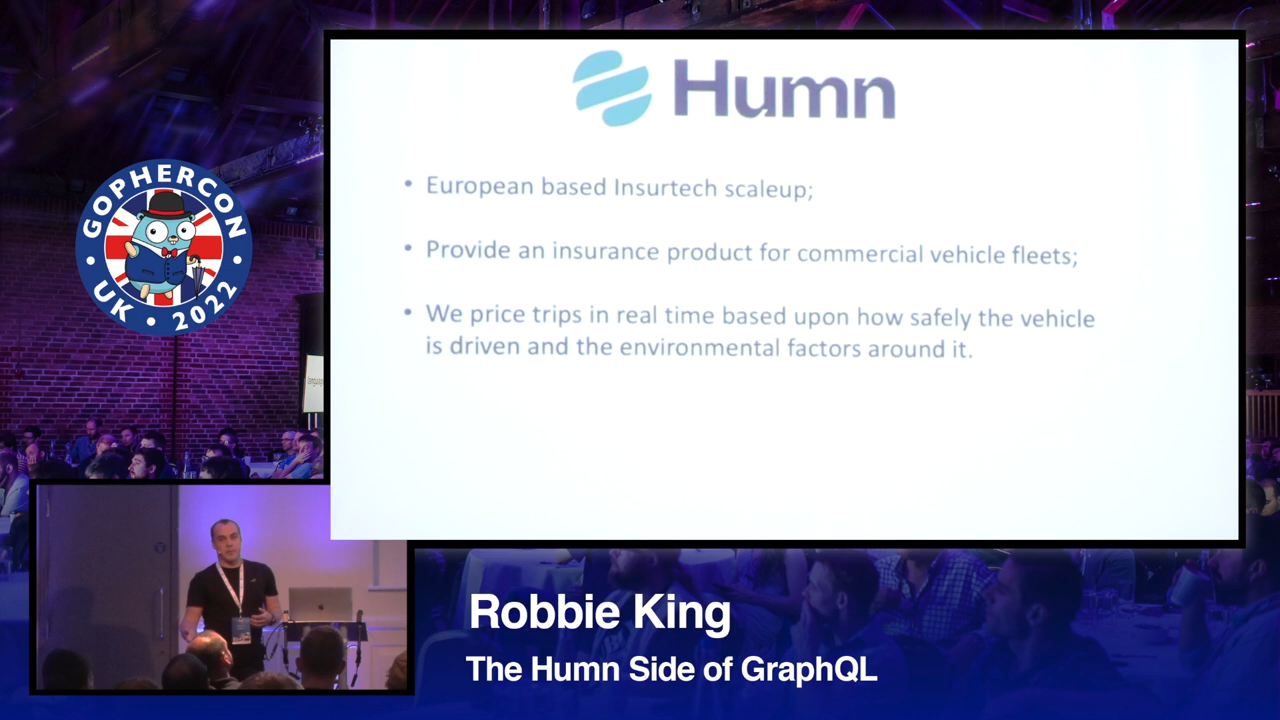 GOPHERCON
UK • 2022
Humn
• European based Insurtech scaleup;
• Provide an insurance product for commercial vehicle fleets;
• We price trips in real time based upon how safely the vehicle
is driven and the environmental factors around it.
Robbie King
The Humn Side of GraphQL